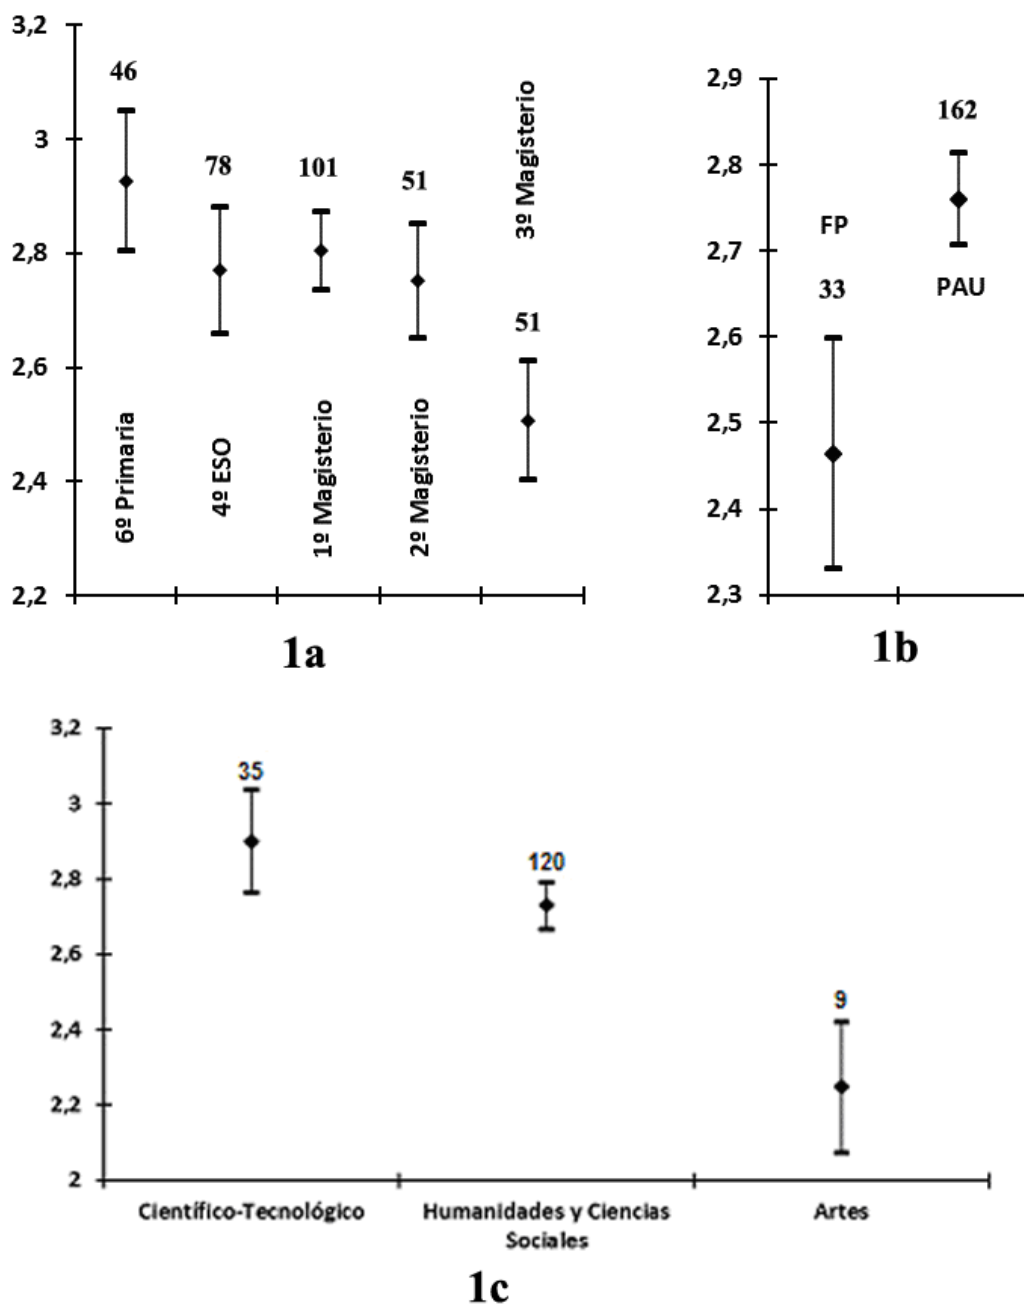 3,2
3
2,8
2,6
2,4
2,2
46
78
101
51
51
6º Primaria
4º ESO
1º Magisterio
2º Magisterio
3º Magisterio
1a
2,9
2,8
2,7
2,6
2,5
2,4
2,3
FP
33
162
PAU
1b
3,2
3
2,8
2,6
2,4
2,2
2
35
120
9
Científico-Tecnológico
Humanidades y Ciencias
Sociales
Artes
1c